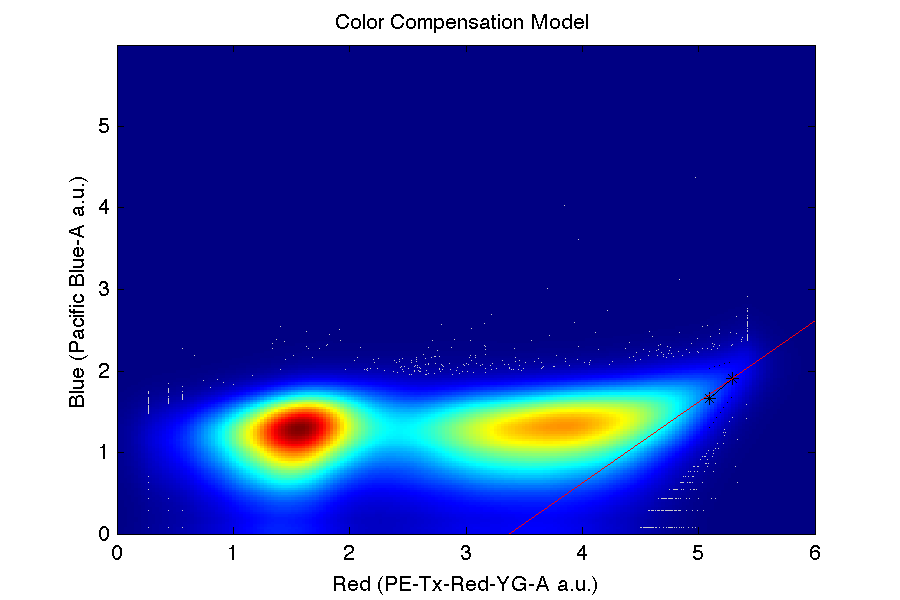 Color Compensation Model
5
4
3
2
1
0
Blue (Pacific Blue-A a.u.)
0 1 2 3 4 5 6
Red (PE-Tx-Red-YG-A a.u.)